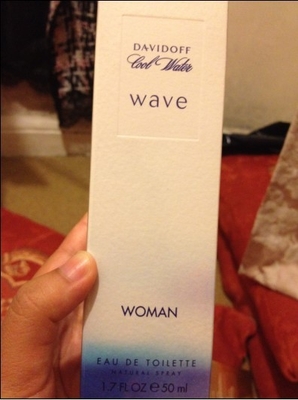 DAVIDOFF
Cool Water
wave
WOMAN
EAU DE TOILETTE
NATURAL SPRAY
1.7 FL OZ e 50 ml